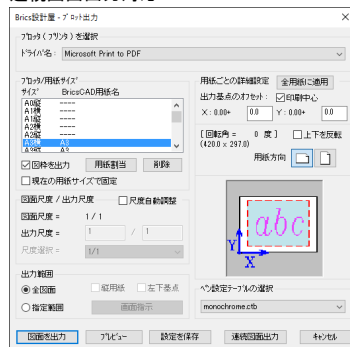 Brics設計屋 - ﾌﾟﾛｯﾄ出力
ﾌﾟﾛｯﾀ ( ﾌﾟﾘﾝﾀ ) を選択
ﾄﾞﾗｲﾊﾞ名 : Microsoft Print to PDF
ﾌﾟﾛｯﾀ/用紙ｻｲｽﾞ
ｻｲｽﾞ BricsCAD用紙名
A0縦 ----
A1横 ----
A1縦 ----
A2横 ----
A2縦 ----
A3横 A3
図枠を出力 用紙割当 削除
現在の用紙サイズで固定
用紙ごとの詳細設定 全用紙に適用
出力基点のｵﾌｾｯﾄ : 印刷中心
X : 0.00+ 0.0 Y : 0.00+ 0.0
[ 回転角 = 0 度 ] 上下を反転
(420.0 x 297.0)
用紙方向
abc
Y
X
図面尺度 / 出力尺度 尺度自動調整
図面尺度 = 1 / 1
出力尺度 = 1 / 1
尺度選択 = 1/1
出力範囲
全図面 縦用紙 左下基点
指定範囲 画面指示
ﾍﾟﾝ設定ﾃｰﾌﾞﾙの選択
monochrome.ctb
図面を出力 ﾌﾟﾚﾋﾞｭｰ 設定を保存 連続図面出力 ｷｬﾝｾﾙ